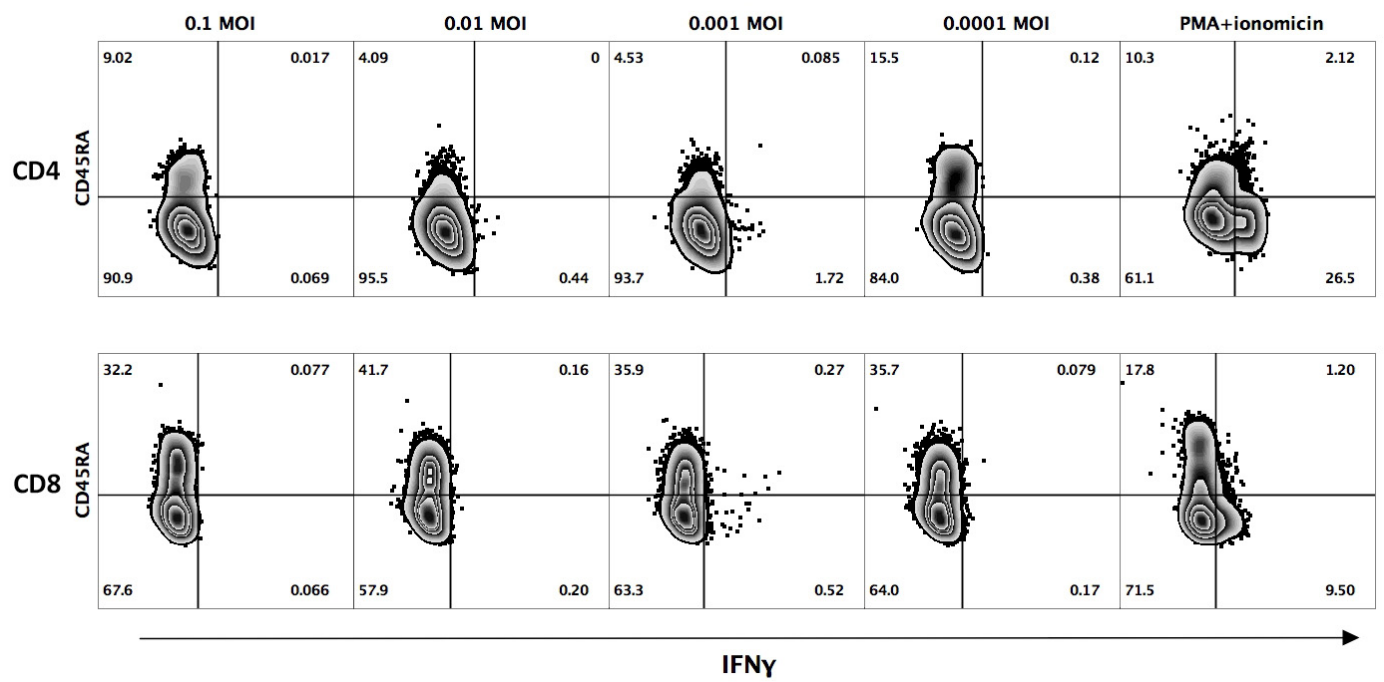 0.1 MOI 0.01 MOI 0.001 MOI 0.0001 MOI PMA+ionomicin
9.02 0.017 4.09 0 4.53 0.085 15.5 0.12 10.3 2.12
CD4 CD45RA
90.9 0.069 95.5 0.44 93.7 1.72 84.0 0.38 61.1 26.5
32.2 0.077 41.7 0.16 35.9 0.27 35.7 0.079 17.8 1.20
CD8 CD45RA
67.6 0.066 57.9 0.20 63.3 0.52 64.0 0.17 71.5 9.50
IFNγ